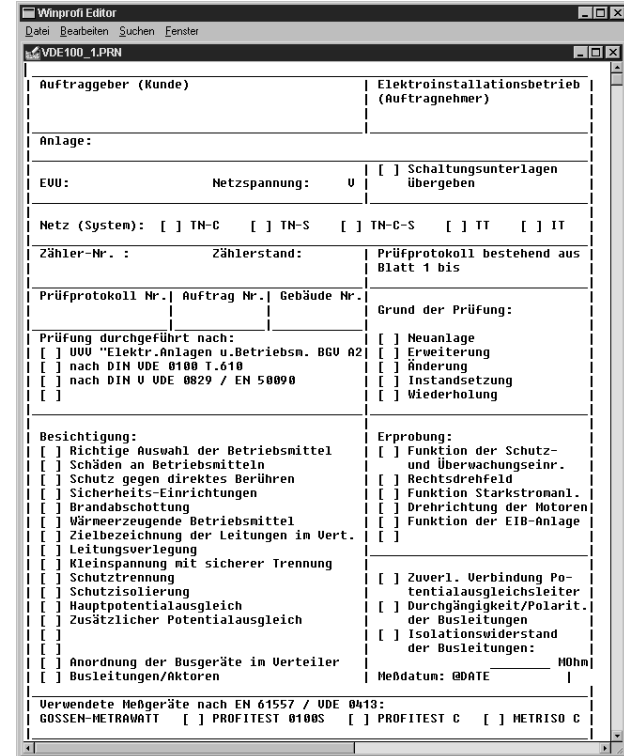 Winprofi Editor
Datei Bearbeiten Suchen Fenster
VDE100_1.PRN
Auftraggeber (Kunde) | Elektroinstallationsbetrieb
(Auftragnehmer)
Anlage:
[ ] Schaltungsunterlagen
EVU: Netzspannung: V | übergeben
Netz (System): [ ] TN-C [ ] TN-S [ ] TN-C-S [ ] TT [ ] IT
Zähler-Nr. : Zählerstand: | Prüfprotokoll bestehend aus
Blatt 1 bis
Prüfprotokoll Nr.| Auftrag Nr.| Gebäude Nr.
Grund der Prüfung:
Prüfung durchgeführt nach: | [ ] Neuanlage
[ ] UVV "Elektr.Anlagen u.Betriebsm. BGV A2| [ ] Erweiterung
[ ] nach DIN VDE 0100 T.610 | [ ] Änderung
[ ] nach DIN V VDE 0829 / EN 50090 | [ ] Instandsetzung
[ ] | [ ] Wiederholung
Besichtigung: | Erprobung:
[ ] Richtige Auswahl der Betriebsmittel | [ ] Funktion der Schutz-
[ ] Schäden an Betriebsmitteln | und Überwachungseinr.
[ ] Schutz gegen direktes Berühren | [ ] Rechtsdrehfeld
[ ] Sicherheits-Einrichtungen | [ ] Funktion Starkstromanl.
[ ] Brandabschottung | [ ] Drehrichtung der Motoren
[ ] Wärmeerzeugende Betriebsmittel | [ ] Funktion der EIB-Anlage
[ ] Zielbezeichnung der Leitungen im Vert. | [ ]
[ ] Leitungsverlegung
[ ] Kleinspannung mit sicherer Trennung
[ ] Schutztrennung | [ ] Zuverl. Verbindung Po-
[ ] Schutzisolierung | tentialausgleichsleiter
[ ] Hauptpotentialausgleich | [ ] Durchgängigkeit/Polarit.
[ ] Zusätzlicher Potentialausgleich | der Busleitungen
[ ] | [ ] Isolationswiderstand
[ ] | der Busleitungen:
[ ] Anordnung der Busgeräte im Verteiler | ________ MOhm
[ ] Busleitungen/Aktoren | Meßdatum: @DATE
Verwendete Meßgeräte nach EN 61557 / VDE 0413:
GOSSEN-METRAWATT [ ] PROFITEST 0100S [ ] PROFITEST C [ ] METRISO C